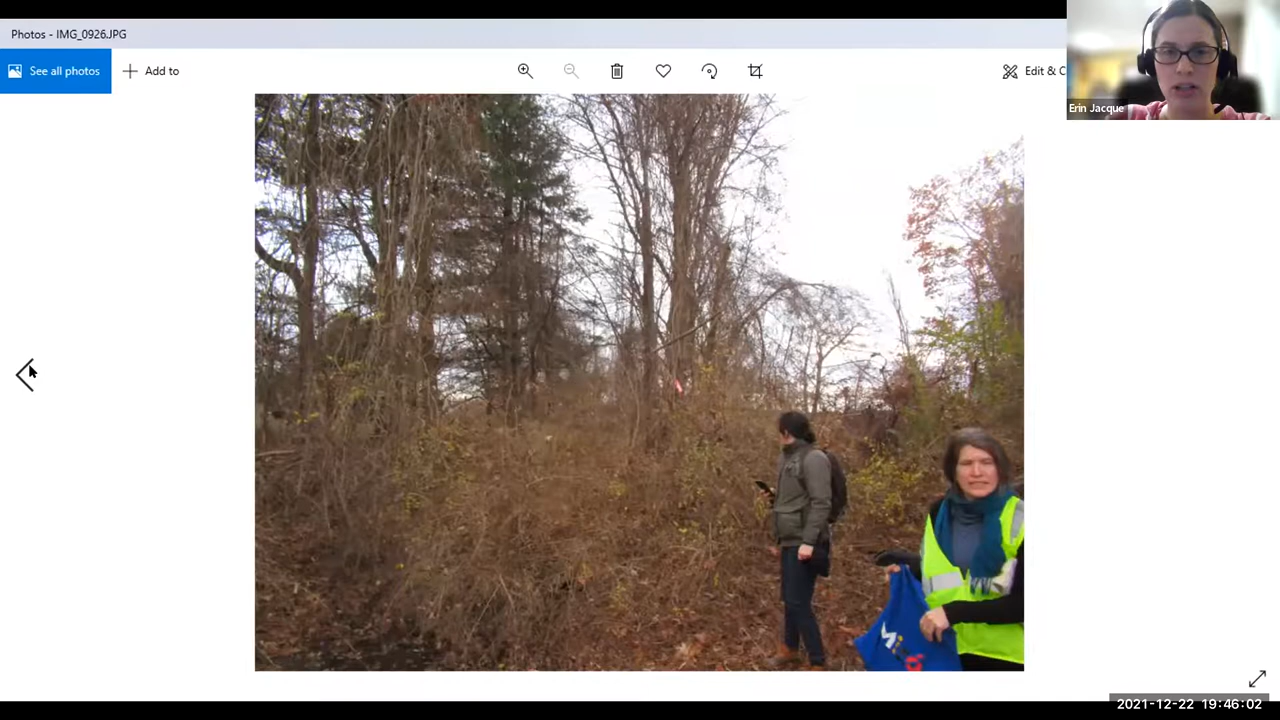 Photos - IMG_0926.JPG
See all photos
Add to
Edit & C
Erin Jacque
2021-12-22 19:46:02